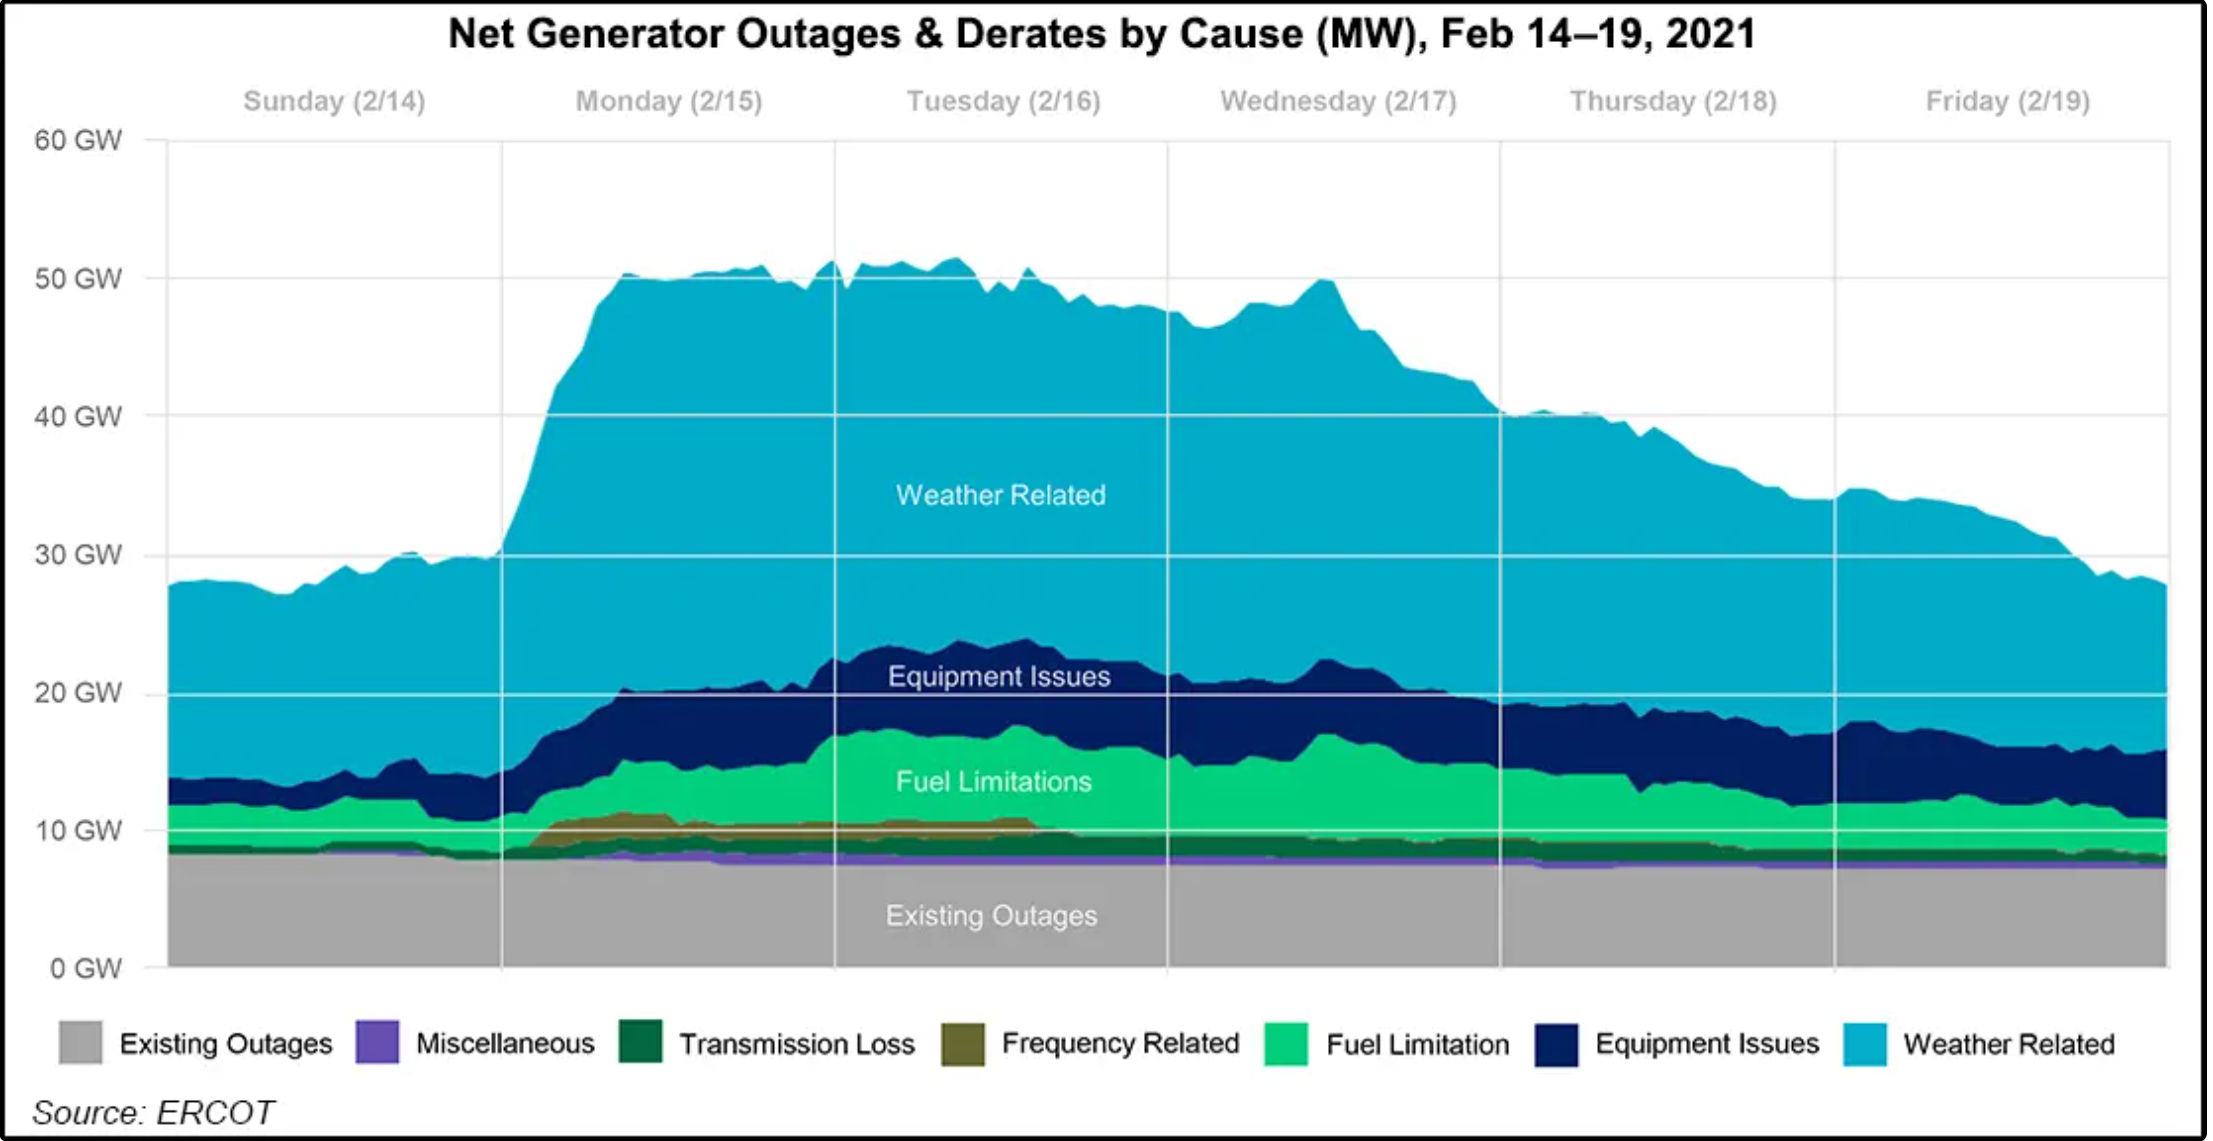 Net Generator Outages & Derates by Cause (MW), Feb 14–19, 2021
Sunday (2/14) Monday (2/15) Tuesday (2/16) Wednesday (2/17) Thursday (2/18) Friday (2/19)
60 GW
50 GW
40 GW
Weather Related
30 GW
Equipment Issues
20 GW
Fuel Limitations
10 GW
Existing Outages
0 GW
Existing Outages Miscellaneous Transmission Loss Frequency Related Fuel Limitation Equipment Issues Weather Related
Source: ERCOT